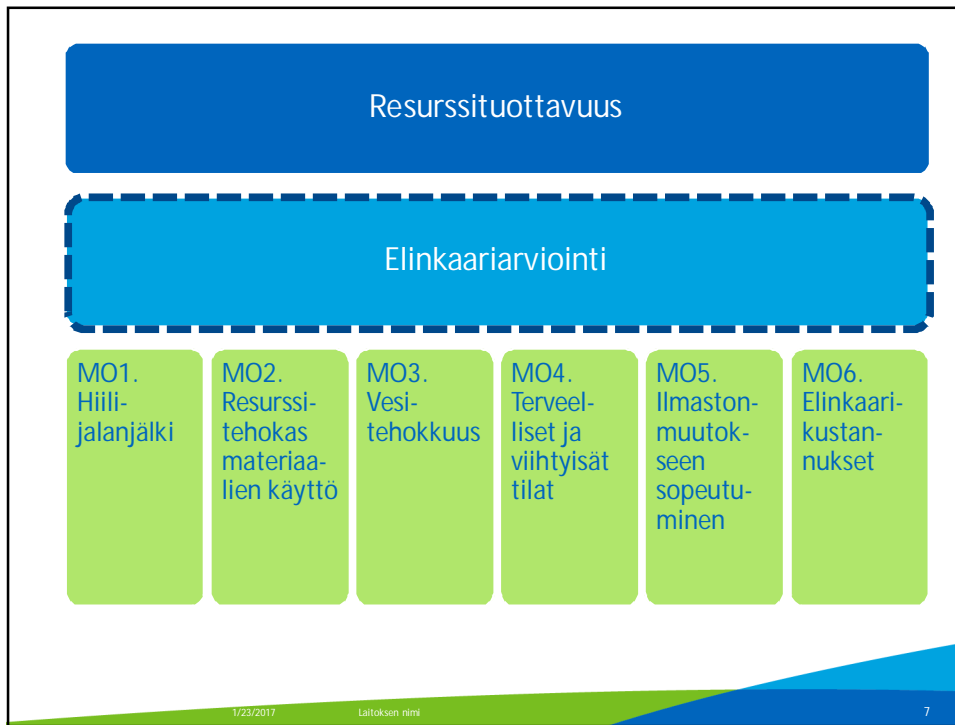 Resurssituottavuus
Elinkaariarviointi
MO1.
Hiili-
jalanjälki
MO2.
Resurssi-
tehokas
materiaa-
lien käyttö
MO3.
Vesi-
tehokkuus
MO4.
Terveel-
liset ja
viihtyisät
tilat
MO5.
Ilmaston-
muutok-
seen
sopeutu-
minen
MO6.
Elinkaari-
kustan-
nukset
1/23/2017
Laitoksen nimi
7